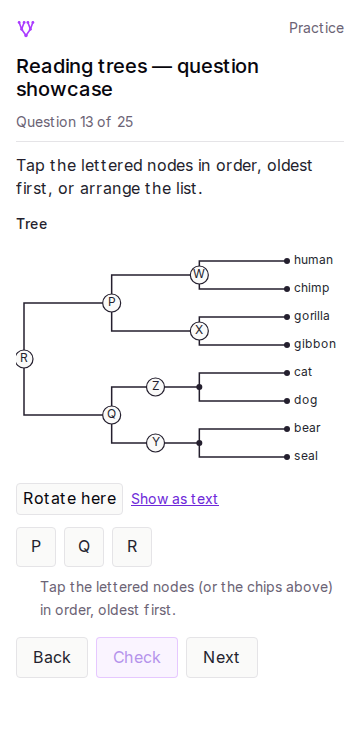 Practice
Reading trees — question
showcase
Question 13 of 25
Tap the lettered nodes in order, oldest
first, or arrange the list.
Tree
human
W
chimp
P
gorilla
X
gibbon
R
cat
Z
dog
Q
bear
Y
seal
Rotate here Show as text
P Q R
Tap the lettered nodes (or the chips above)
in order, oldest first.
Back Check Next